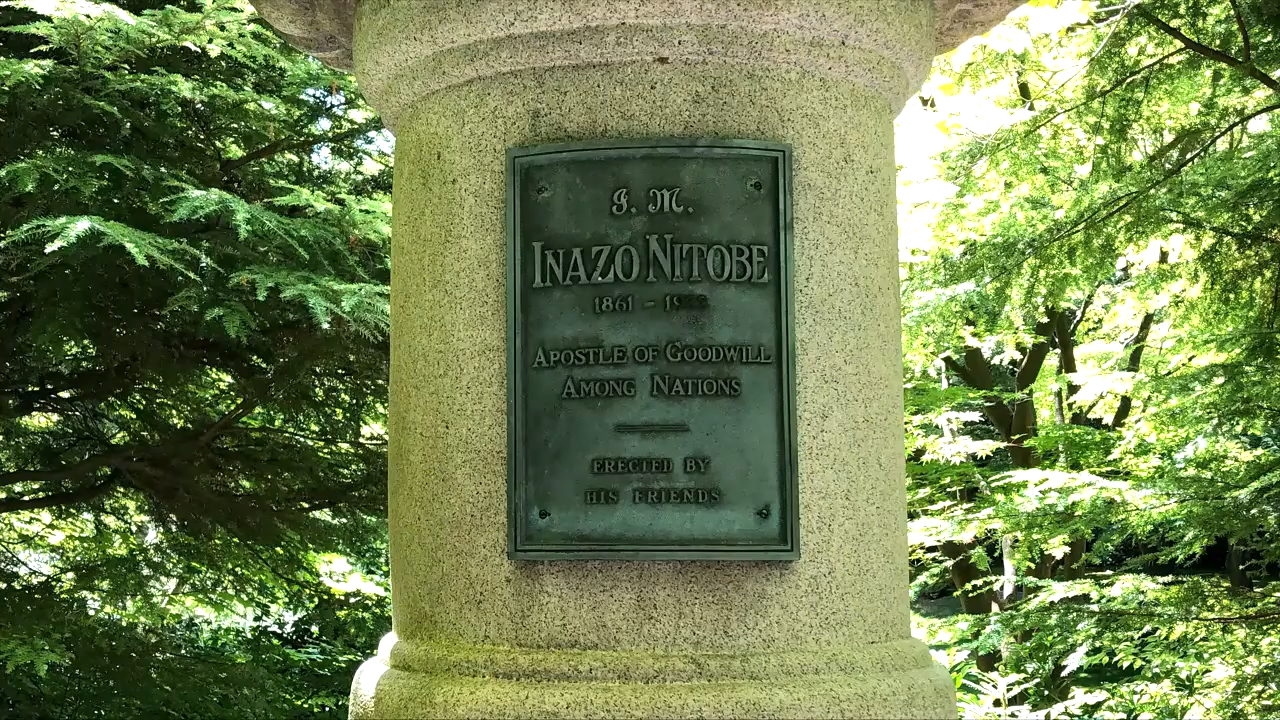 I. M.
INAZO NITOBE
1861 -
APOSTLE OF GOODWILL
AMONG NATIONS
ERECTED BY
HIS FRIENDS